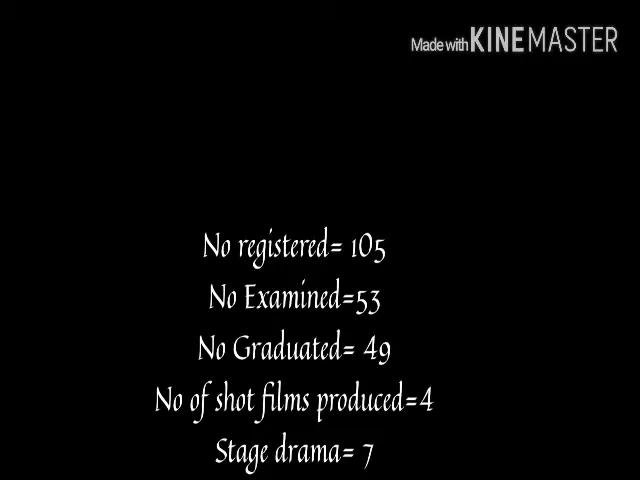 Made with KINEMASTER
No registered= 105
No Examined=53
No Graduated= 49
No of shot films produced=4
Stage drama= 7